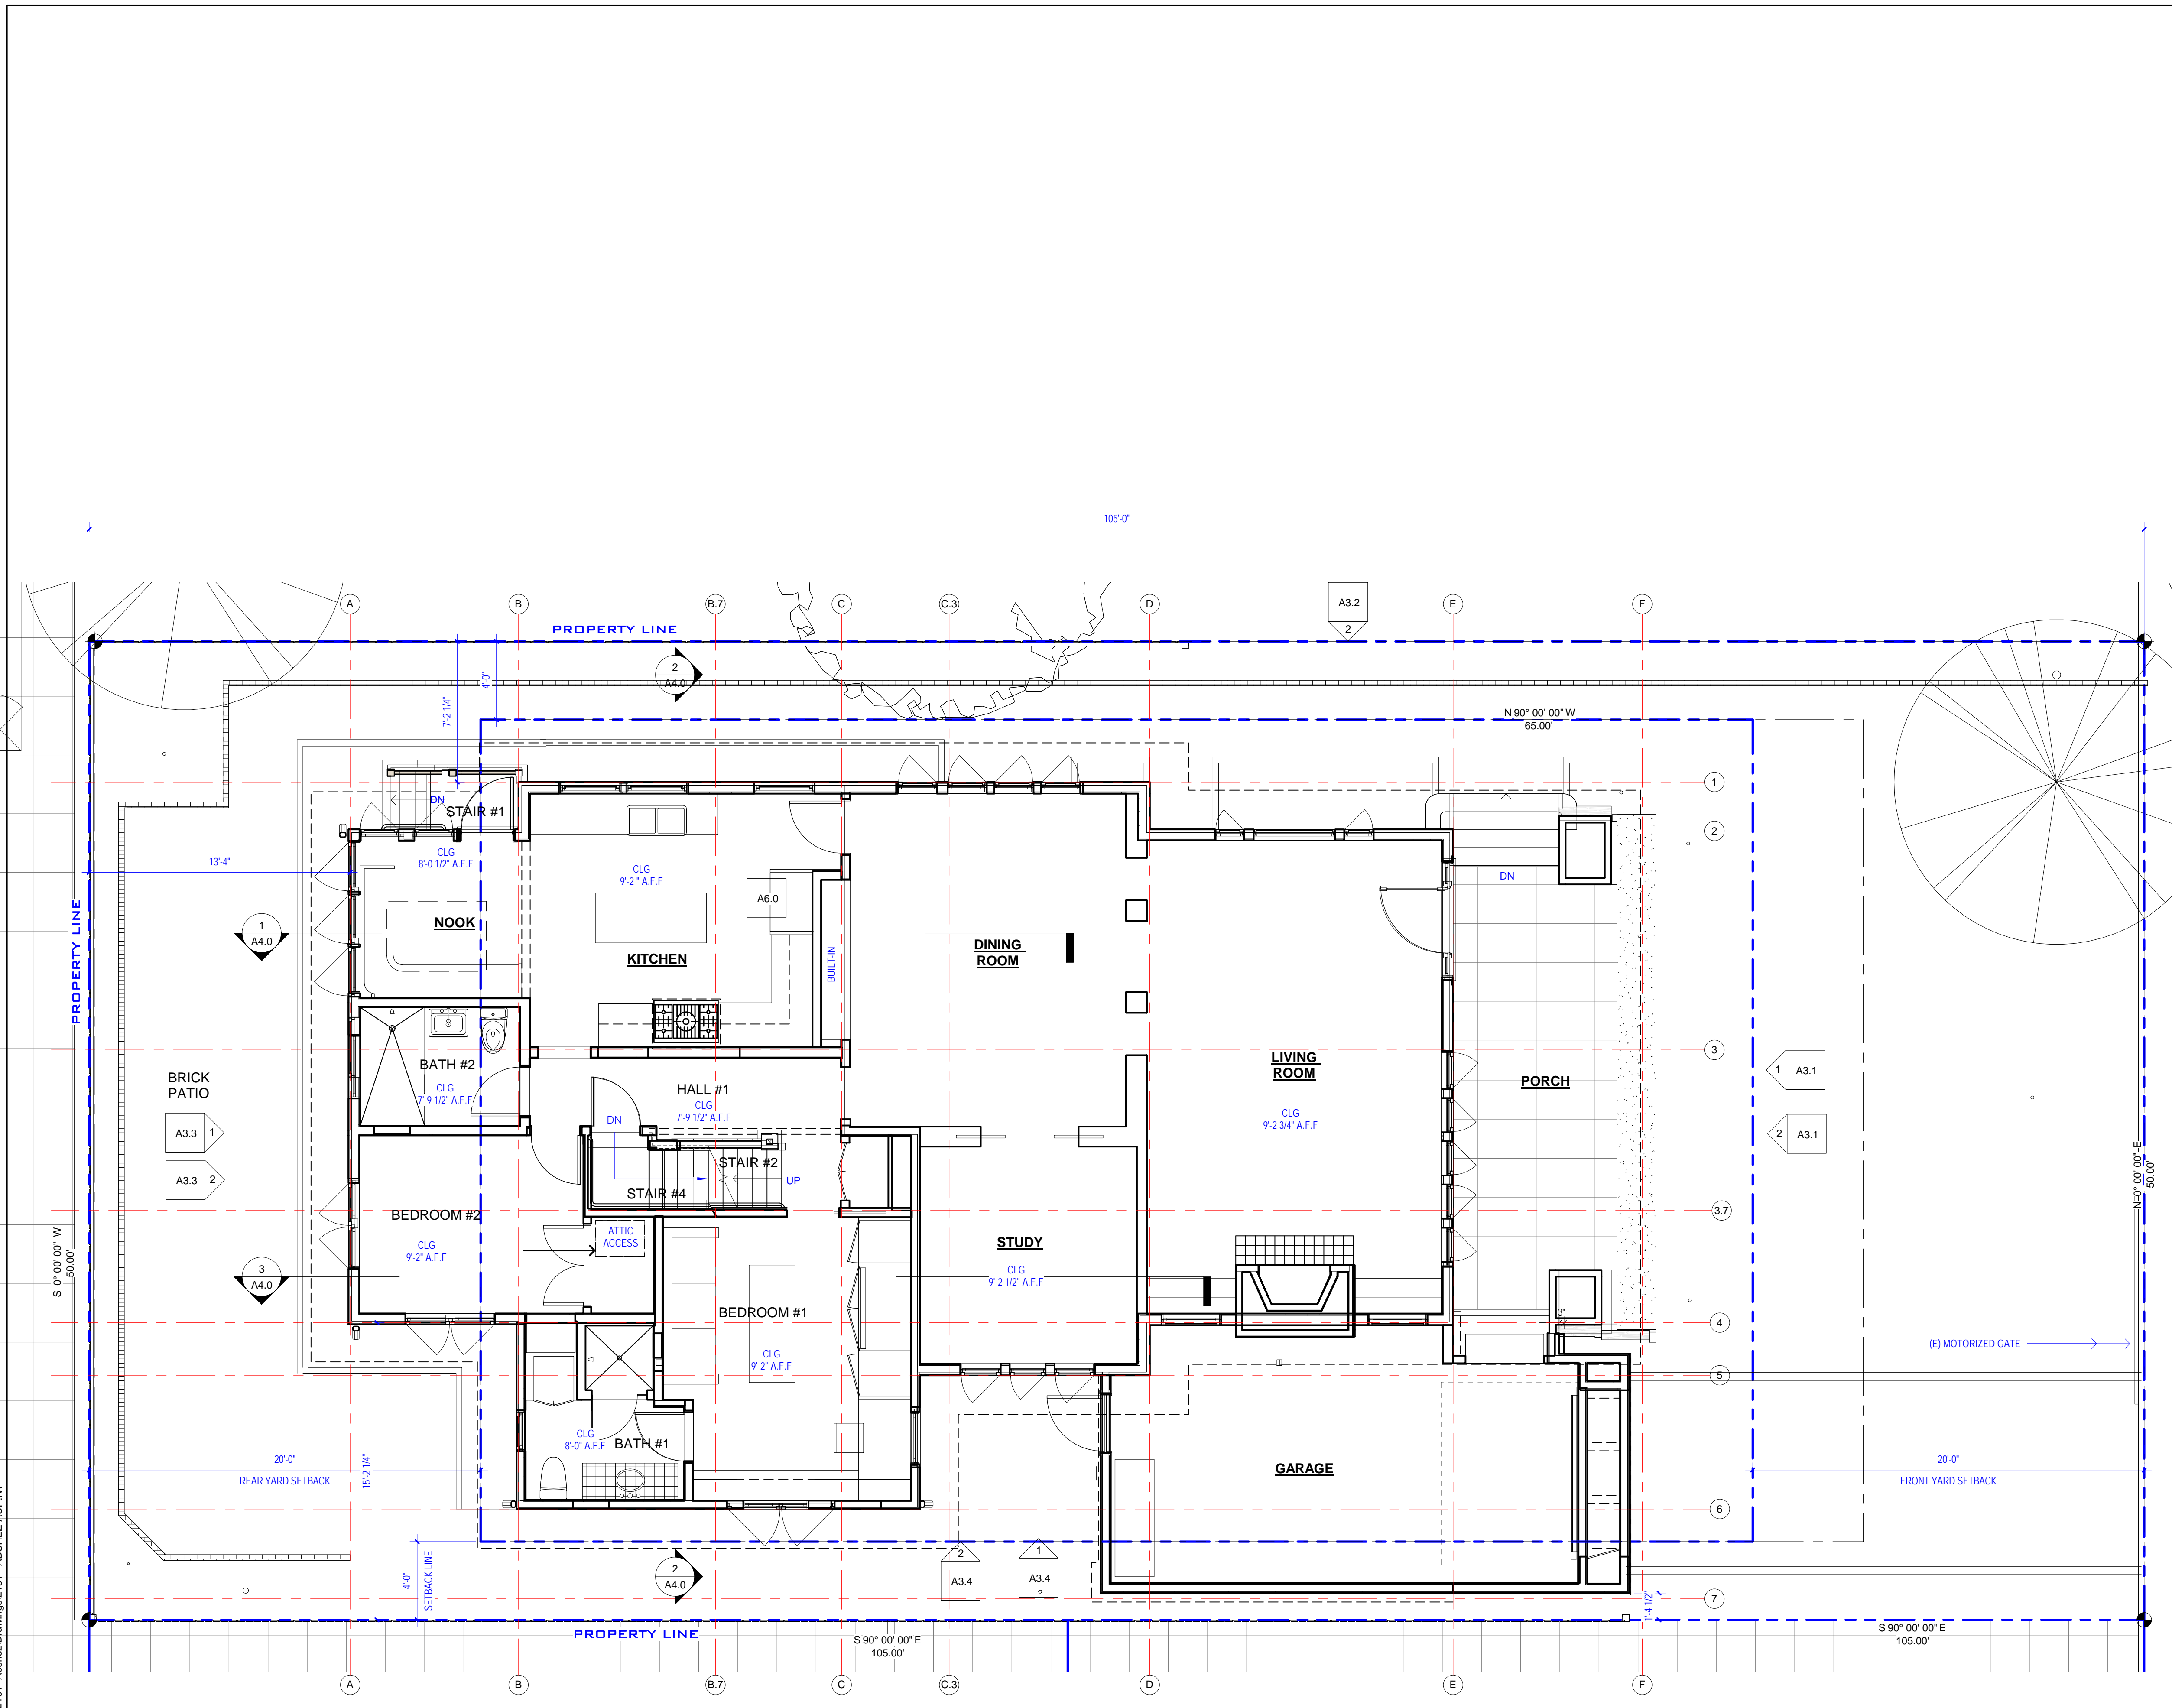 105'-0"
A
B
B.7
C
C.3
D
A3.2
2
E
F
PROPERTY LINE
2
A4.0
4'-0"
7'-2 1/4"
N 90° 00' 00" W
65.00'
1
DN
STAIR #1
2
CLG
8'-0 1/2" A.F.F
13'-4"
CLG
9'-2 " A.F.F
A6.0
DN
PROPERTY LINE
1
A4.0
NOOK
KITCHEN
BUILT-IN
DINING
ROOM
3
BATH #2
CLG
7'-9 1/2" A.F.F
HALL #1
CLG
7'-9 1/2" A.F.F
LIVING
ROOM
CLG
9'-2 3/4" A.F.F
PORCH
1
A3.1
2
A3.1
BRICK
PATIO
A3.3
1
A3.3
2
DN
STAIR #2
UP
STAIR #4
N 0° 00' 00" E
50.00'
3.7
BEDROOM #2
CLG
9'-2" A.F.F
ATTIC
ACCESS
STUDY
CLG
9'-2 1/2" A.F.F
S 0° 00' 00" W
50.00'
3
A4.0
BEDROOM #1
CLG
9'-2" A.F.F
4
(E) MOTORIZED GATE
5
CLG
8'-0" A.F.F
BATH #1
20'-0"
REAR YARD SETBACK
15'-2 1/4"
GARAGE
20'-0"
FRONT YARD SETBACK
6
4'-0"
SETBACK LINE
2
A4.0
2
A3.4
1
A3.4
1'-4 1/2"
7
PROPERTY LINE
S 90° 00' 00" E
105.00'
S 90° 00' 00" E
105.00'
A
B
B.7
C
C.3
D
E
F